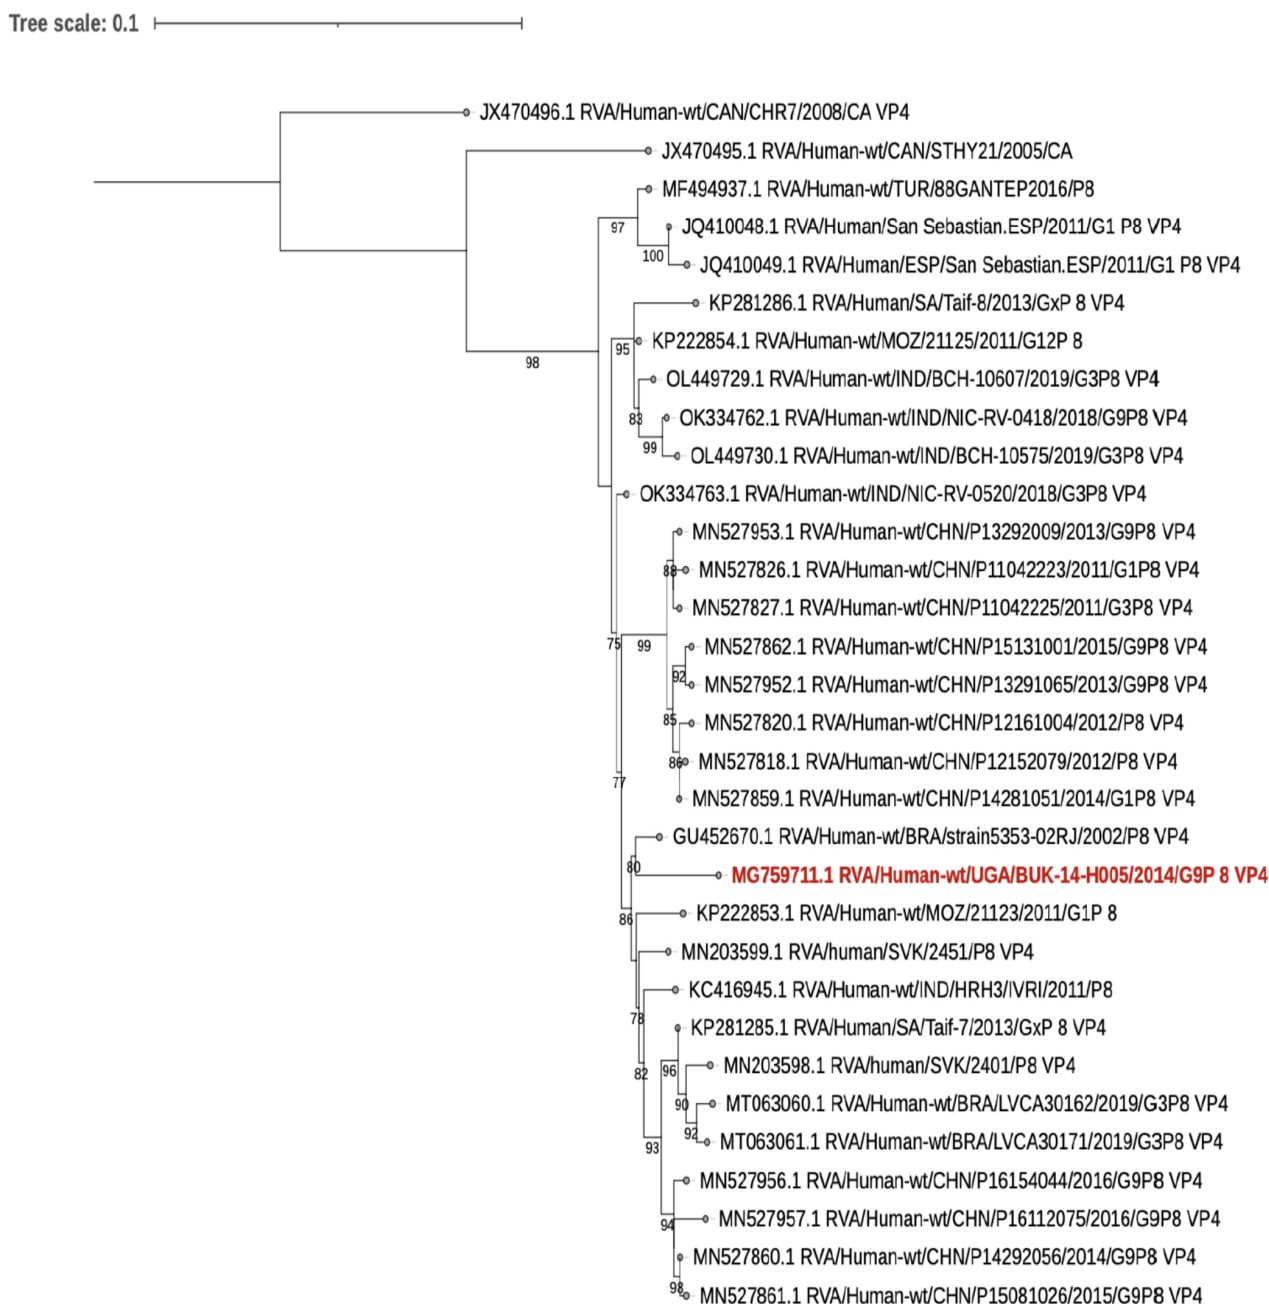 Tree scale: 0.1
JX470496.1 RVA/Human-wt/CAN/CHR7/2008/CA VP4
JX470495.1 RVA/Human-wt/CAN/STHY21/2005/CA
MF494937.1 RVA/Human-wt/TUR/88GANTEP2016/P8
97
JQ410048.1 RVA/Human/San Sebastian.ESP/2011/G1 P8 VP4
100
JQ410049.1 RVA/Human/ESP/San Sebastian.ESP/2011/G1 P8 VP4
KP281286.1 RVA/Human/SA/Taif-8/2013/GxP 8 VP4
95
KP222854.1 RVA/Human-wt/MOZ/21125/2011/G12P 8
98
OL449729.1 RVA/Human-wt/IND/BCH-10607/2019/G3P8 VP4
83
OK334762.1 RVA/Human-wt/IND/NIC-RV-0418/2018/G9P8 VP4
99
OL449730.1 RVA/Human-wt/IND/BCH-10575/2019/G3P8 VP4
OK334763.1 RVA/Human-wt/IND/NIC-RV-0520/2018/G3P8 VP4
MN527953.1 RVA/Human-wt/CHN/P13292009/2013/G9P8 VP4
88
MN527826.1 RVA/Human-wt/CHN/P11042223/2011/G1P8 VP4
MN527827.1 RVA/Human-wt/CHN/P11042225/2011/G3P8 VP4
75
99
MN527862.1 RVA/Human-wt/CHN/P15131001/2015/G9P8 VP4
92
MN527952.1 RVA/Human-wt/CHN/P13291065/2013/G9P8 VP4
85
MN527820.1 RVA/Human-wt/CHN/P12161004/2012/P8 VP4
86
MN527818.1 RVA/Human-wt/CHN/P12152079/2012/P8 VP4
77
MN527859.1 RVA/Human-wt/CHN/P14281051/2014/G1P8 VP4
GU452670.1 RVA/Human-wt/BRA/strain5353-02RJ/2002/P8 VP4
80
MG759711.1 RVA/Human-wt/UGA/BUK-14-H005/2014/G9P 8 VP4
86
KP222853.1 RVA/Human-wt/MOZ/21123/2011/G1P 8
MN203599.1 RVA/human/SVK/2451/P8 VP4
KC416945.1 RVA/Human-wt/IND/HRH3/IVRI/2011/P8
78
KP281285.1 RVA/Human/SA/Taif-7/2013/GxP 8 VP4
82
96
MN203598.1 RVA/human/SVK/2401/P8 VP4
90
MT063060.1 RVA/Human-wt/BRA/LVCA30162/2019/G3P8 VP4
92
MT063061.1 RVA/Human-wt/BRA/LVCA30171/2019/G3P8 VP4
93
MN527956.1 RVA/Human-wt/CHN/P16154044/2016/G9P8 VP4
94
MN527957.1 RVA/Human-wt/CHN/P16112075/2016/G9P8 VP4
MN527860.1 RVA/Human-wt/CHN/P14292056/2014/G9P8 VP4
98
MN527861.1 RVA/Human-wt/CHN/P15081026/2015/G9P8 VP4